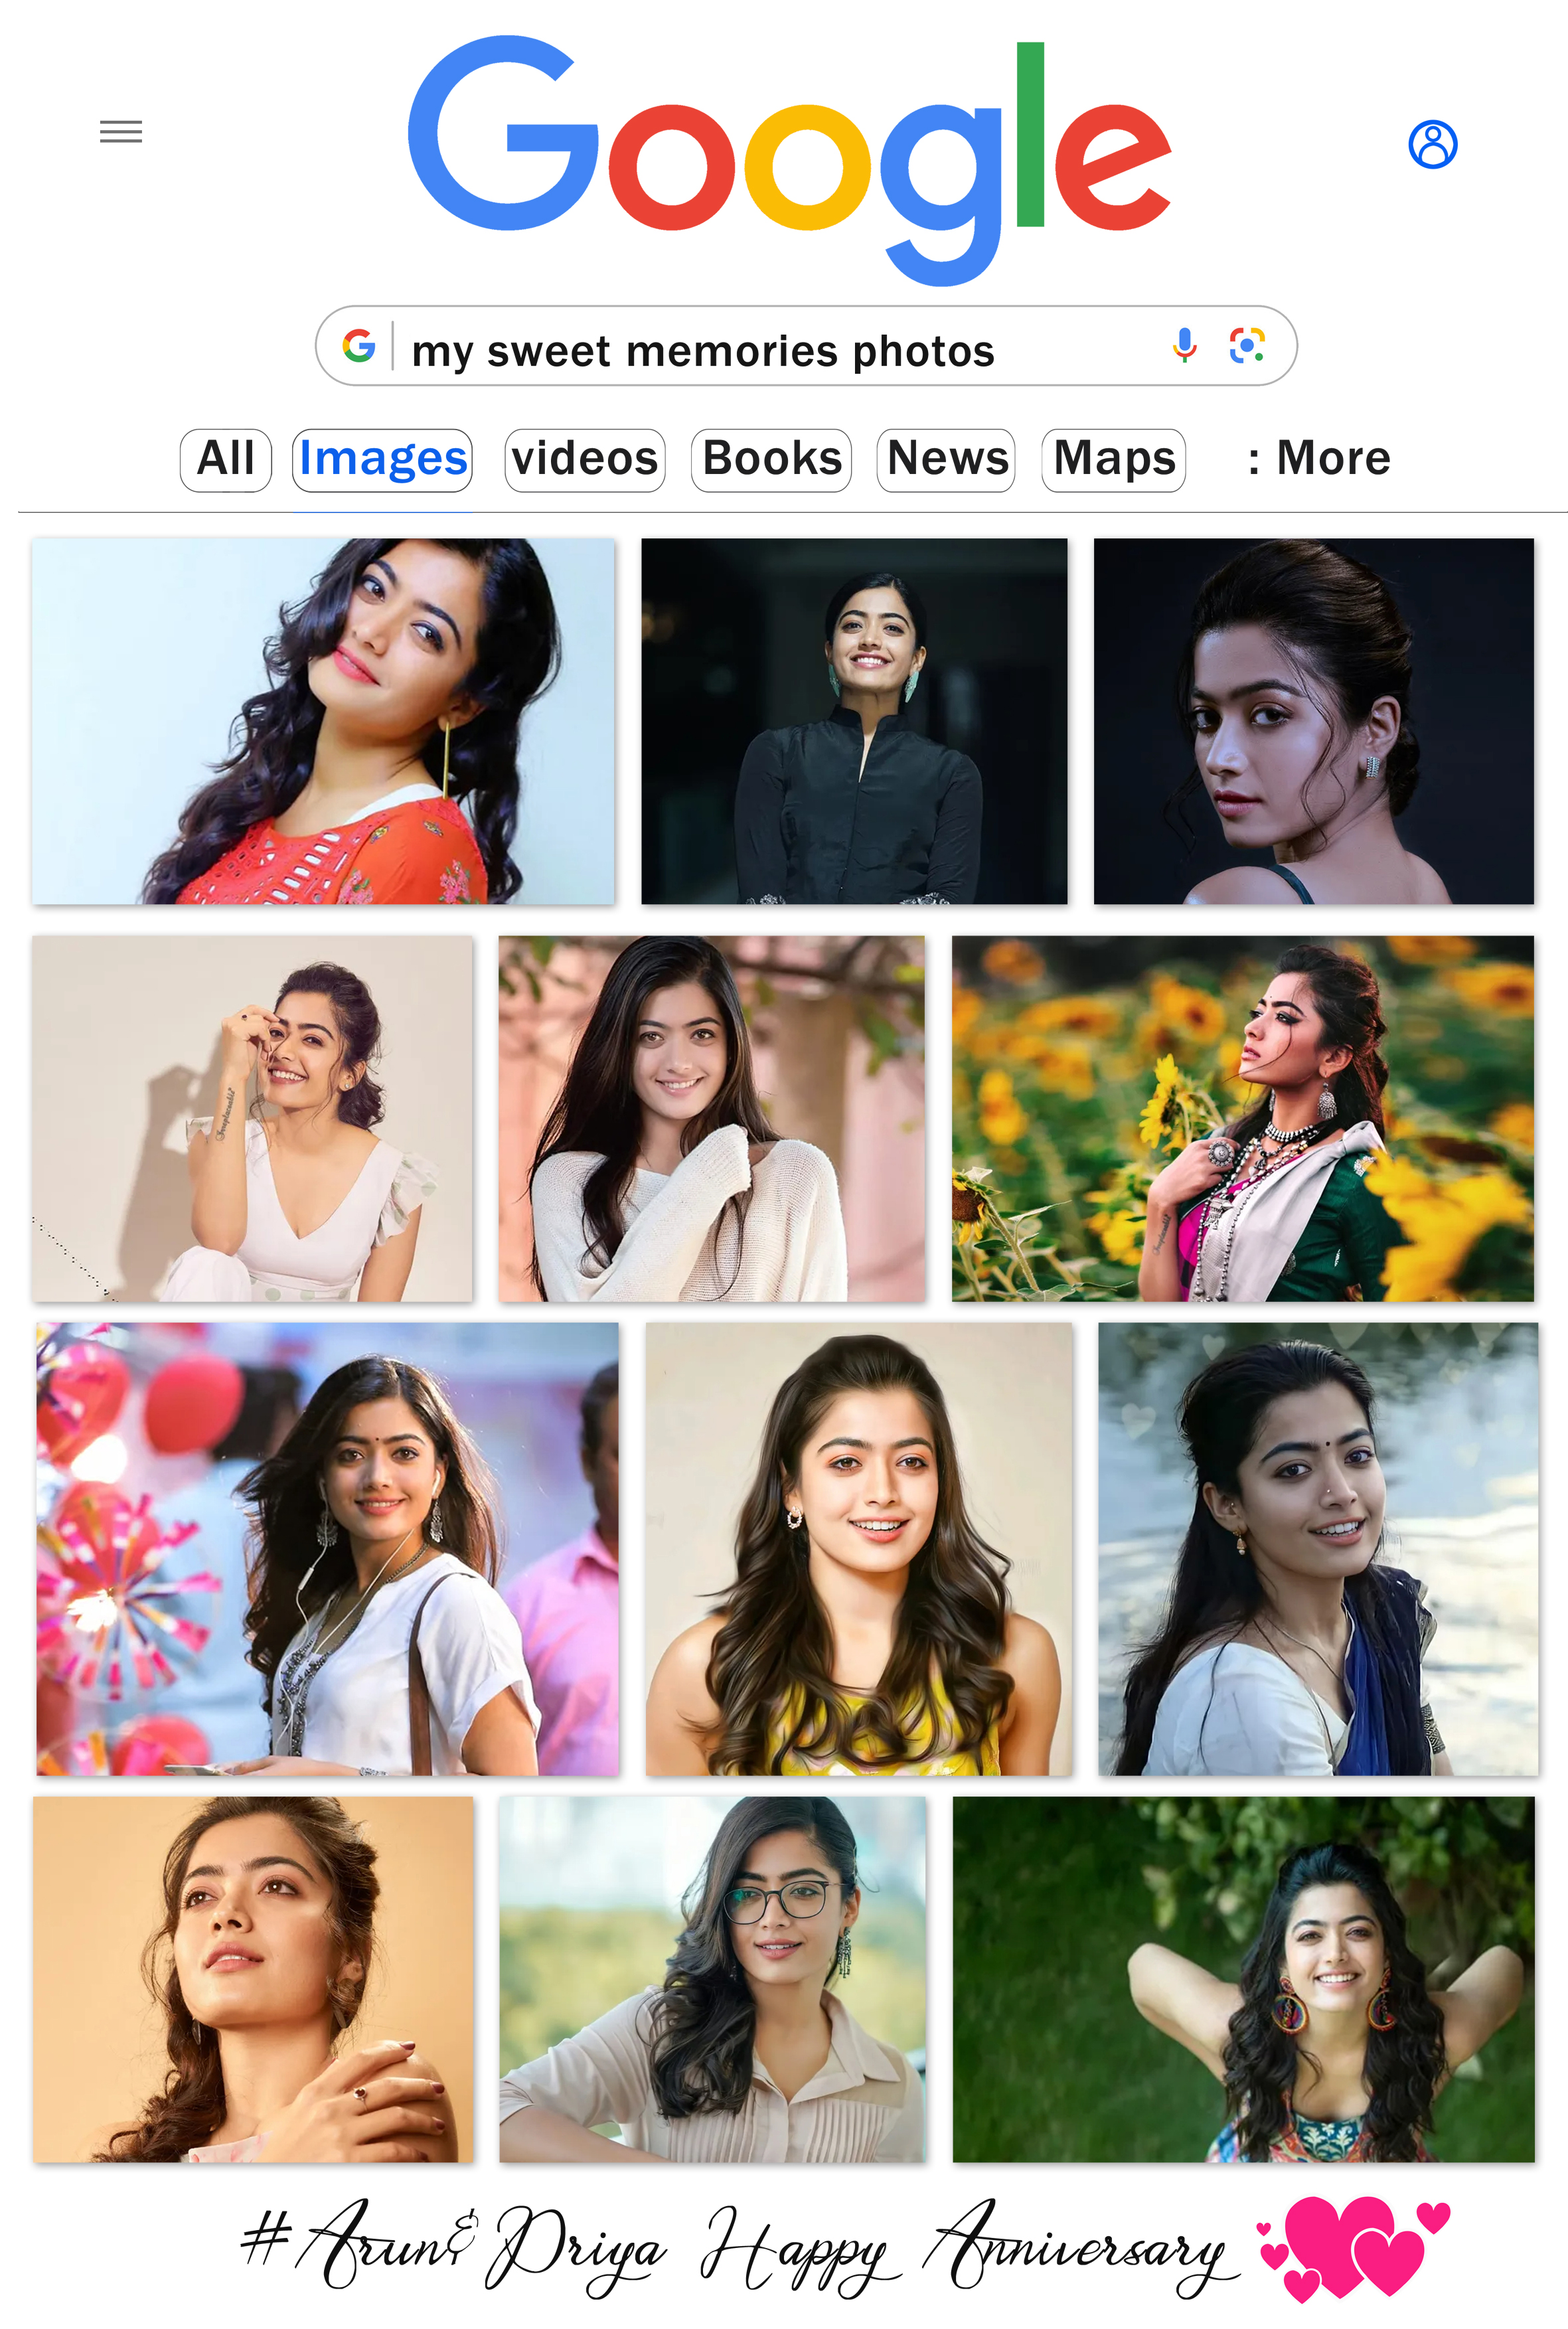 Google
my sweet memories photos
All Images videos Books News Maps : More
#Arun& Priya Happy Anniversary